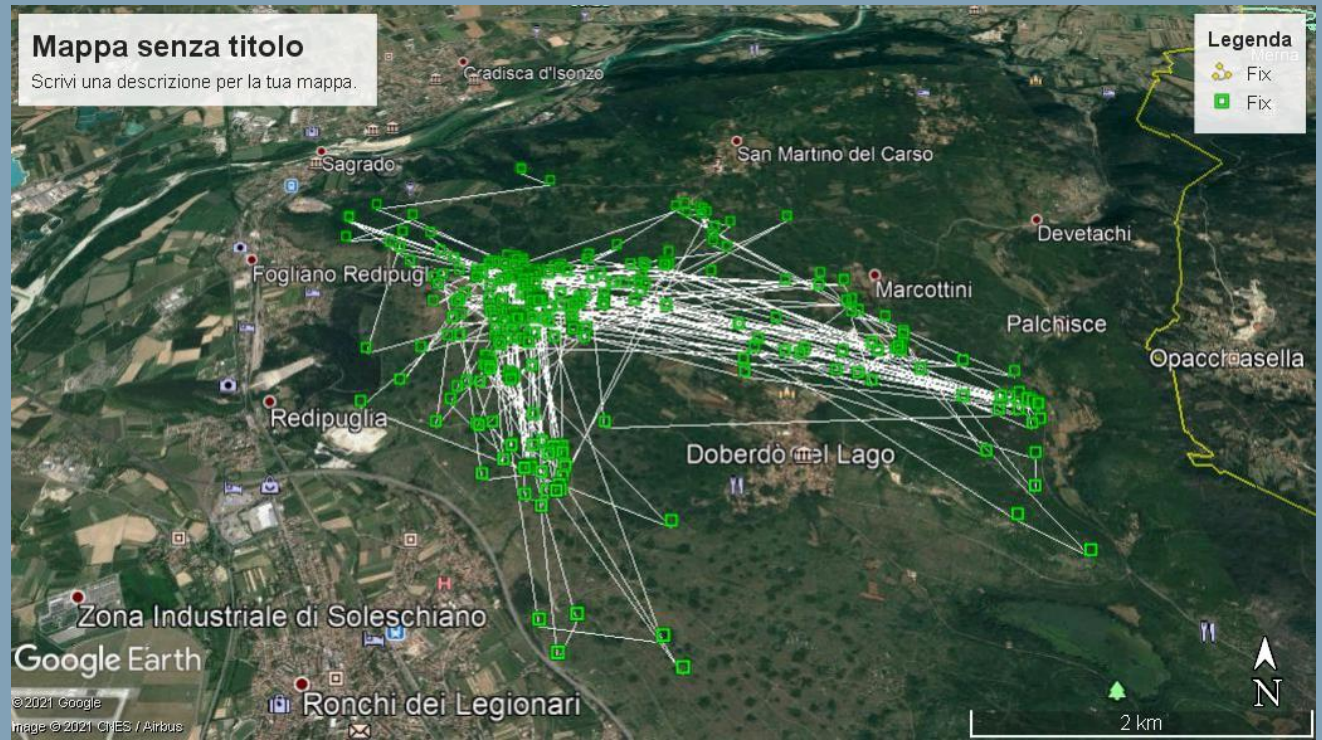 Mappa senza titolo
Scrivi una descrizione per la tua mappa.
Legenda
Fix
Fix
Gradisca d'Isonzo
Sagrado
San Martino del Carso
Devetachi
Fogliano Redipugl
Marcottini
Palchisce
Opacchiasella
Redipuglia
Doberdò del Lago
H
Zona Industriale di Soleschiano
Google Earth
Ronchi dei Legionari
N
© 2021 Google
Image © 2021 CNES / Airbus
2 km